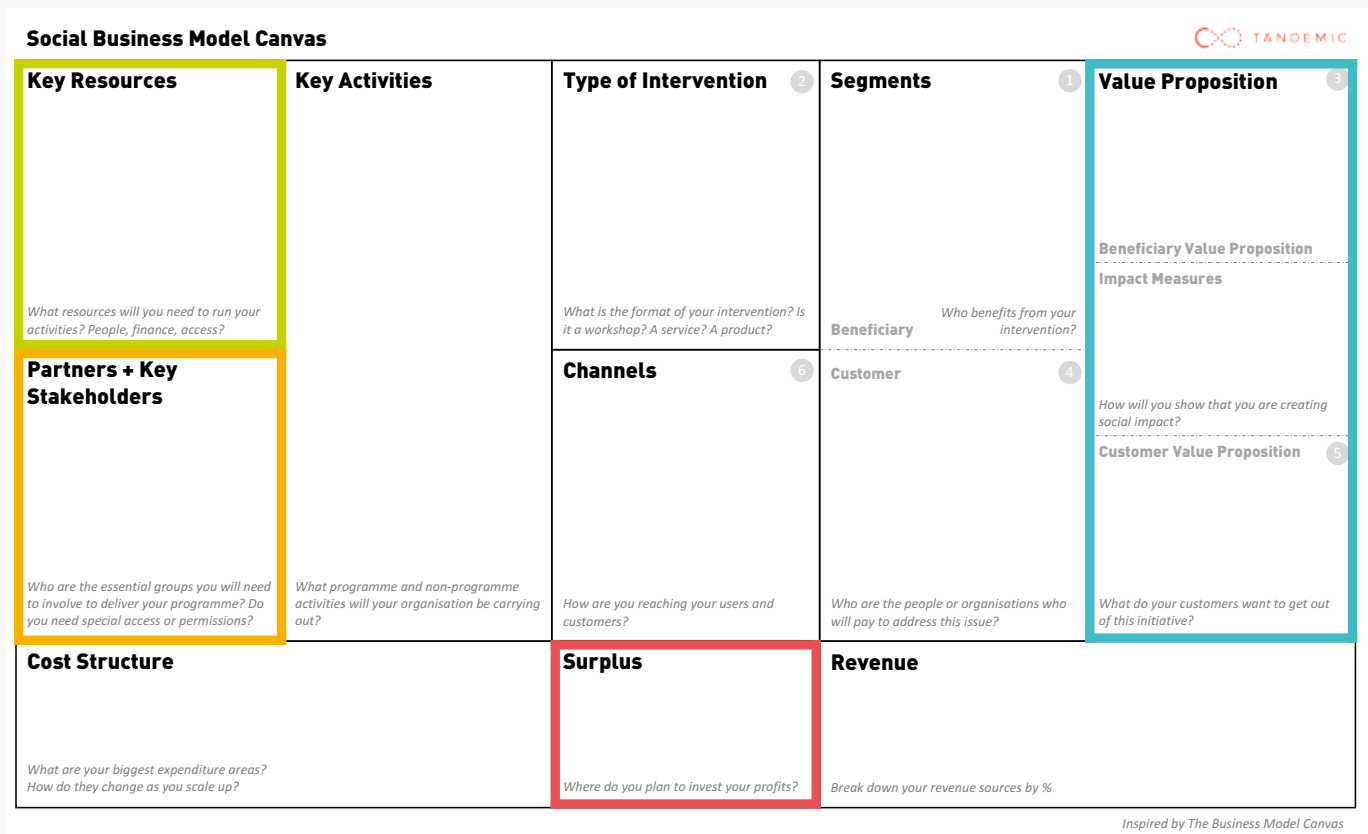 Social Business Model Canvas
TANDEMIC
Key Resources
What resources will you need to run your
activities? People, finance, access?
Key Activities
What programme and non-programme
activities will your organisation be carrying
out?
Type of Intervention
2
What is the format of your intervention? Is
it a workshop? A service? A product?
Segments
1
Who benefits from your
intervention?
Beneficiary
Customer
4
Who are the people or organisations who
will pay to address this issue?
Value Proposition
3
Beneficiary Value Proposition
Impact Measures
How will you show that you are creating
social impact?
Customer Value Proposition
5
What do your customers want to get out
of this initiative?
Partners + Key
Stakeholders
Who are the essential groups you will need
to involve to deliver your programme? Do
you need special access or permissions?
Channels
6
How are you reaching your users and
customers?
Cost Structure
What are your biggest expenditure areas?
How do they change as you scale up?
Surplus
Where do you plan to invest your profits?
Revenue
Break down your revenue sources by %
Inspired by The Business Model Canvas